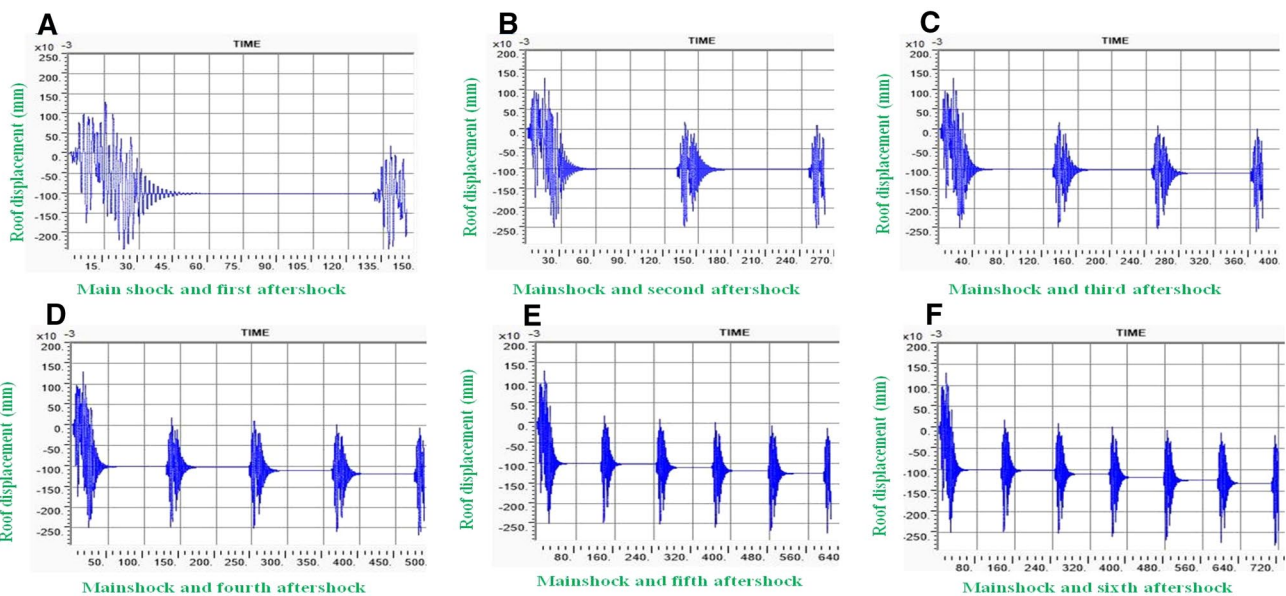 A
TIME
x10 -3
250.
200.
150.
100.
50.
0.
-50.
-100.
-150.
-200.
Roof displacement (mm)
15. 30. 45. 60. 75. 90. 105. 120. 135. 150.
Main shock and first aftershock
B
TIME
x10 -3
200.
150.
100.
50.
0.
-50.
-100.
-150.
-200.
-250.
Roof displacement (mm)
30. 60. 90. 120. 150. 180. 210. 240. 270.
Mainshock and second aftershock
C
TIME
x10 -3
200.
150.
100.
50.
0.
-50.
-100.
-150.
-200.
-250.
Roof displacement (mm)
40. 80. 120. 160. 200. 240. 280. 320. 360. 400.
Mainshock and third aftershock
D
TIME
x10 -3
200.
150.
100.
50.
0.
-50.
-100.
-150.
-200.
-250.
Roof displacement (mm)
50. 100. 150. 200. 250. 300. 350. 400. 450. 500.
Mainshock and fourth aftershock
E
TIME
x10 -3
200.
150.
100.
50.
0.
-50.
-100.
-150.
-200.
-250.
Roof displacement (mm)
80. 160. 240. 320. 400. 480. 560. 640
Mainshock and fifth aftershock
F
TIME
x10 -3
200.
150.
100.
50.
0.
-50.
-100.
-150.
-200.
-250.
Roof displacement (mm)
80. 160. 240. 320. 400. 480. 560. 640. 720.
Mainshock and sixth aftershock